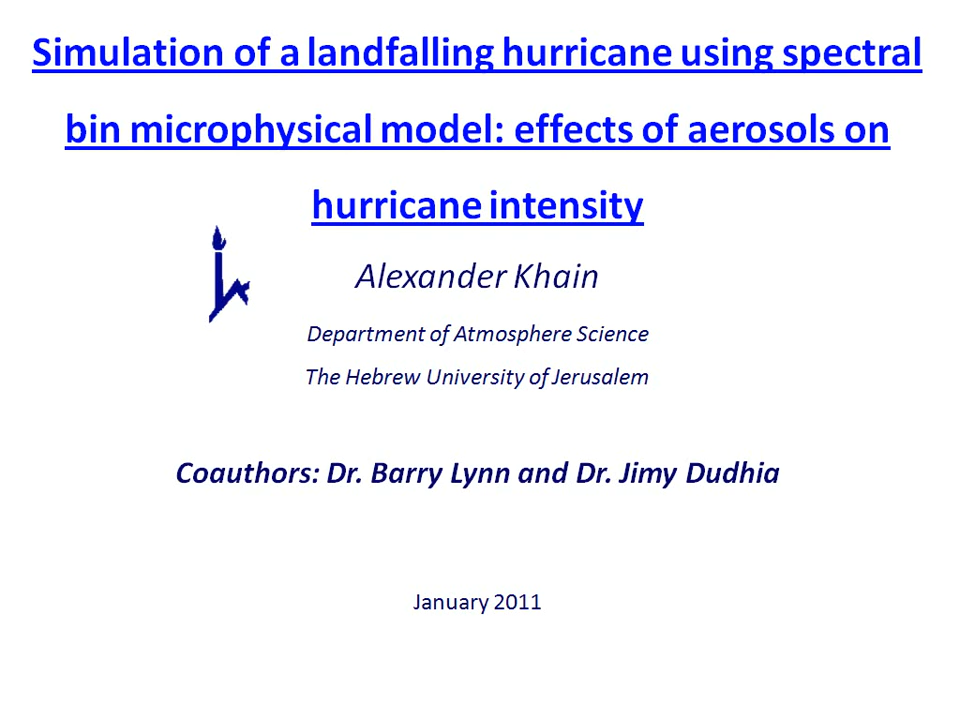 Simulation of a landfalling hurricane using spectral
bin microphysical model: effects of aerosols on
hurricane intensity
Alexander Khain
Department of Atmosphere Science
The Hebrew University of Jerusalem
Coauthors: Dr. Barry Lynn and Dr. Jimy Dudhia
January 2011